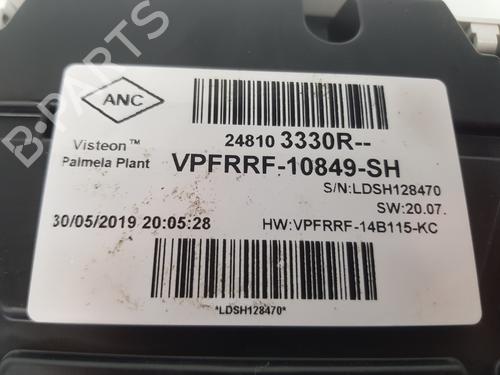 ANC
24810 3330R--
Visteon™
Palmela Plant
VPFRRF-10849-SH
S/N:LDSH128470
SW:20.07.
30/05/2019 20:05:28
HW:VPFRRF-14B115-KC
*LDSH128470*
B-PARTS